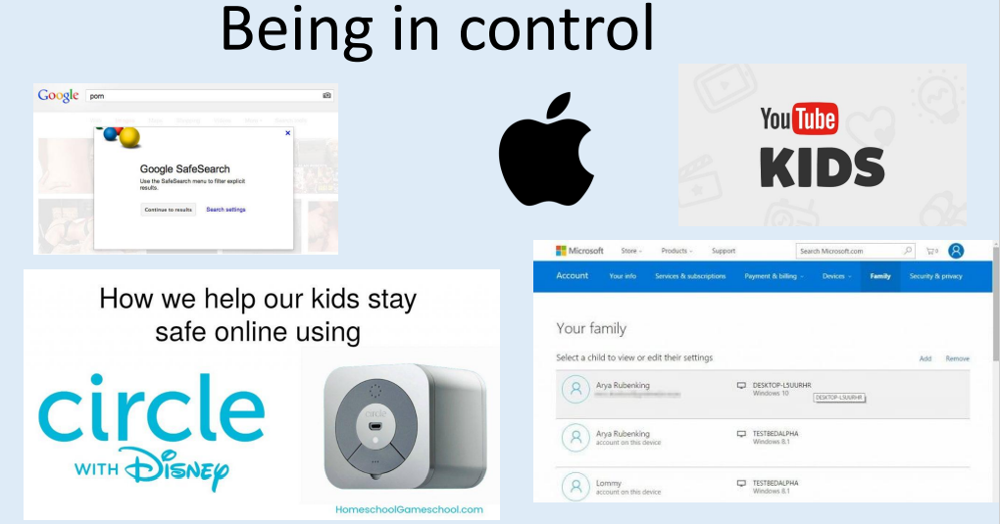 Being in control
Google
porn
Google SafeSearch
Use the SafeSearch menu to filter explicit
results.
Continue to results Search settings
You Tube
KIDS
How we help our kids stay
safe online using
circle
WITH Disney
circle
HomeschoolGameschool.com
Microsoft Store Products Support Search Microsoft.com 0
Account Your info Services & subscriptions Payment & billing Devices Family Security & privacy
Your family
Select a child to view or edit their settings Add Remove
Arya Rubenking DESKTOP-L5UURHR
Windows 10
DESKTOP-L5UURHR
Arya Rubenking TESTBEDALPHA
account on this device Windows 8.1
Lommy TESTBEDALPHA
account on this device Windows 8.1